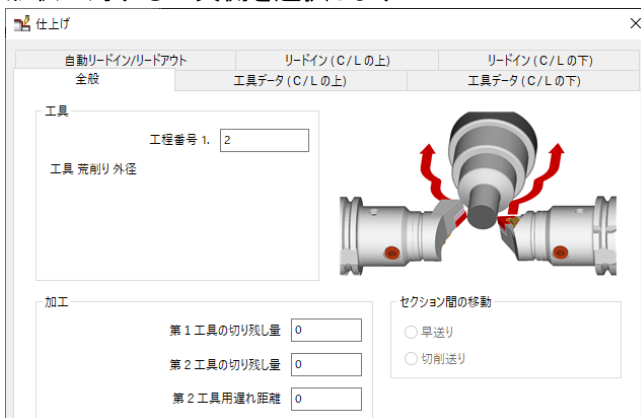 仕上げ
自動リードイン/リードアウト
リードイン(C/Lの上)
リードイン(C/Lの下)
全般
工具データ(C/Lの上)
工具データ(C/Lの下)
工具
工程番号 1. 2
工具 荒削り 外径
加工
第1工具の切り残し量 0
第2工具の切り残し量 0
第2工具用遅れ距離 0
セクション間の移動
早送り
切削送り